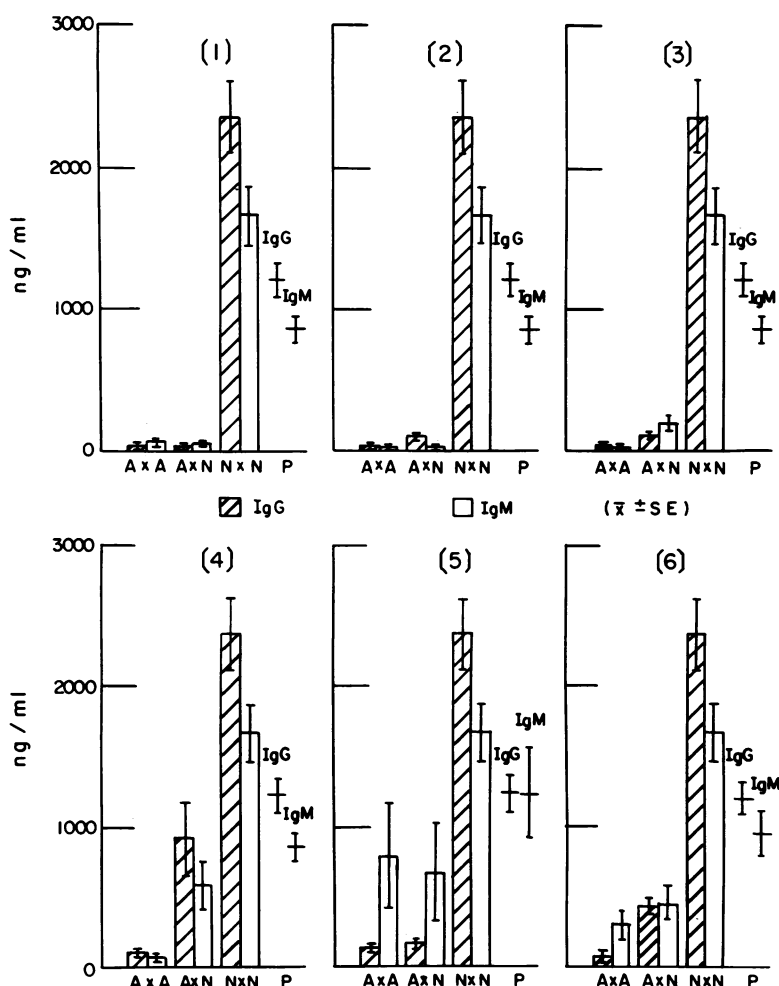 3000
(1)
(2)
(3)
2000
1000
0
ng/ml
IgG
IgM
IgG
IgM
IgG
IgM
A x A A x N N x N P
A x A A x N N x N P
A x A A x N N x N P
IgG
IgM
(x̄ ± SE)
3000
(4)
(5)
(6)
2000
1000
0
ng/ml
IgG
IgM
IgM
IgG
IgG
IgM
A x A A x N N x N P
A x A A x N N x N P
A x A A x N N x N P